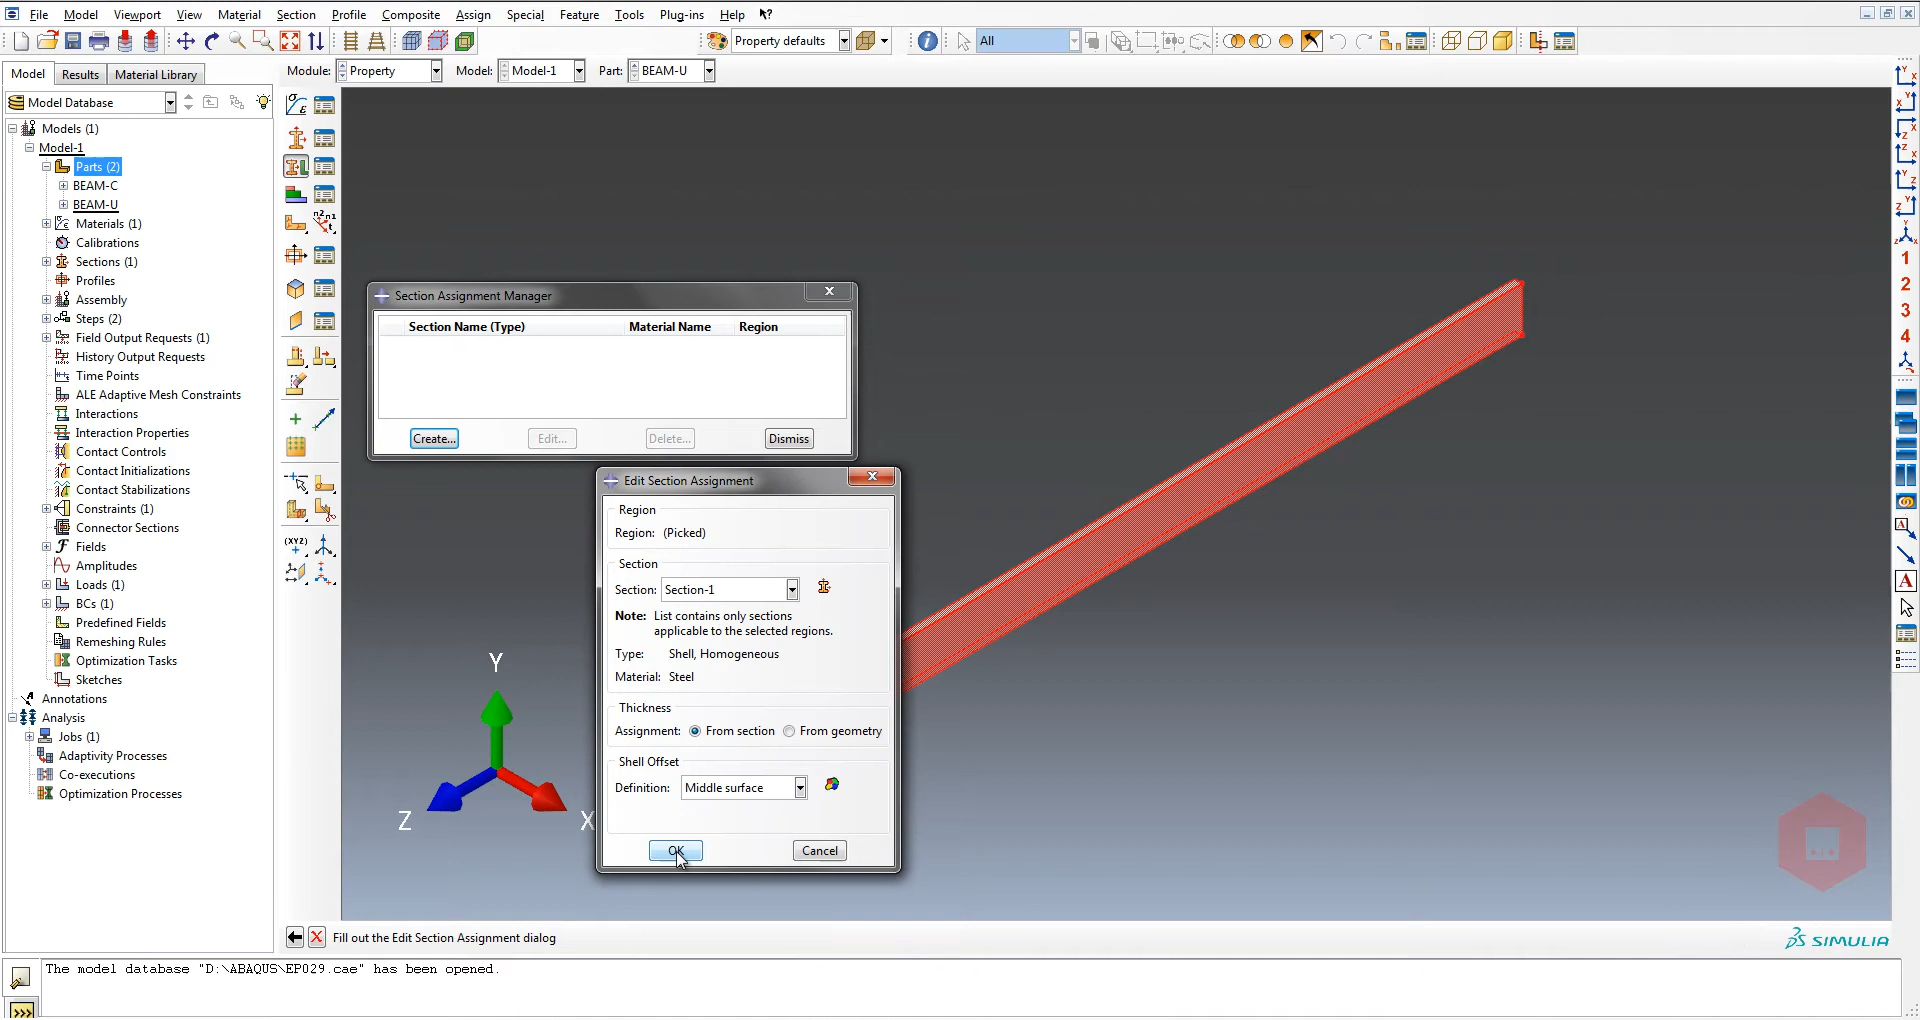 File Model Viewport View Material Section Profile Composite Assign Special Feature Tools Plug-ins Help ?
Property defaults All
Model Results Material Library
Module: Property Model: Model-1 Part: BEAM-U
Model Database
Models (1)
Model-1
Parts (2)
BEAM-C
BEAM-U
Materials (1)
Calibrations
Sections (1)
Profiles
Assembly
Steps (2)
Field Output Requests (1)
History Output Requests
Time Points
ALE Adaptive Mesh Constraints
Interactions
Interaction Properties
Contact Controls
Contact Initializations
Contact Stabilizations
Constraints (1)
Connector Sections
Fields
Amplitudes
Loads (1)
BCs (1)
Predefined Fields
Remeshing Rules
Optimization Tasks
Sketches
Annotations
Analysis
Jobs (1)
Adaptivity Processes
Co-executions
Optimization Processes
Section Assignment Manager
Section Name (Type) Material Name Region
Create... Edit... Delete... Dismiss
Edit Section Assignment
Region
Region: (Picked)
Section
Section: Section-1
Note: List contains only sections
applicable to the selected regions.
Type: Shell, Homogeneous
Material: Steel
Thickness
Assignment: From section From geometry
Shell Offset
Definition: Middle surface
OK Cancel
Y
Z
X
1
2
3
4
A
(XYZ)
Fill out the Edit Section Assignment dialog
SIMULIA
The model database "D:\ABAQUS\EP029.cae" has been opened.
>>>